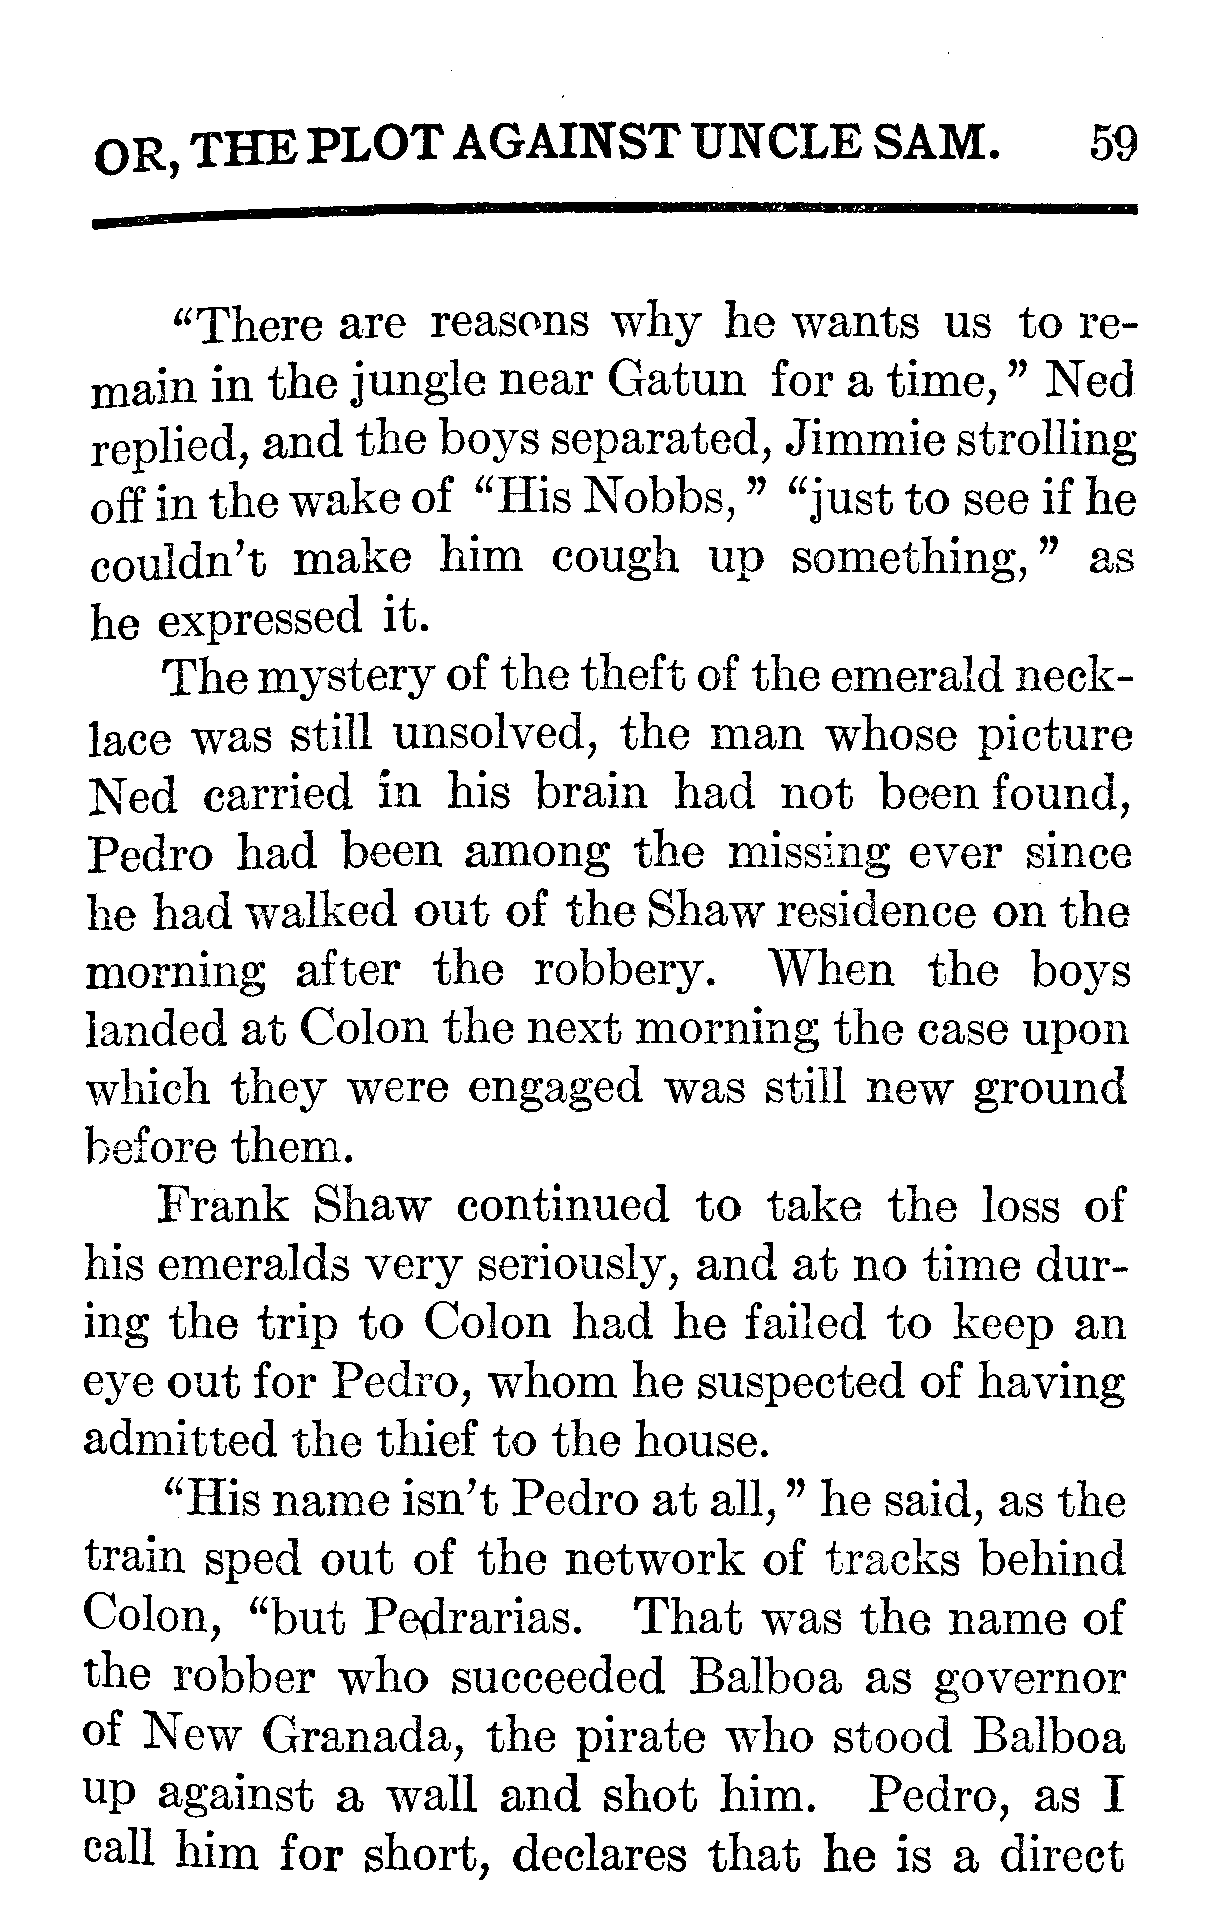 OR, THE PLOT AGAINST UNCLE SAM. 59
“There are reasons why he wants us to re-
main in the jungle near Gatun for a time,” Ned
replied, and the boys separated, Jimmie strolling
off in the wake of “His Nobbs,” “just to see if he
couldn’t make him cough up something,” as
he expressed it.
The mystery of the theft of the emerald neck-
lace was still unsolved, the man whose picture
Ned carried in his brain had not been found,
Pedro had been among the missing ever since
he had walked out of the Shaw residence on the
morning after the robbery. When the boys
landed at Colon the next morning the case upon
which they were engaged was still new ground
before them.
Frank Shaw continued to take the loss of
his emeralds very seriously, and at no time dur-
ing the trip to Colon had he failed to keep an
eye out for Pedro, whom he suspected of having
admitted the thief to the house.
“His name isn’t Pedro at all,” he said, as the
train sped out of the network of tracks behind
Colon, “but Pedrarias. That was the name of
the robber who succeeded Balboa as governor
of New Granada, the pirate who stood Balboa
up against a wall and shot him. Pedro, as I
call him for short, declares that he is a direct